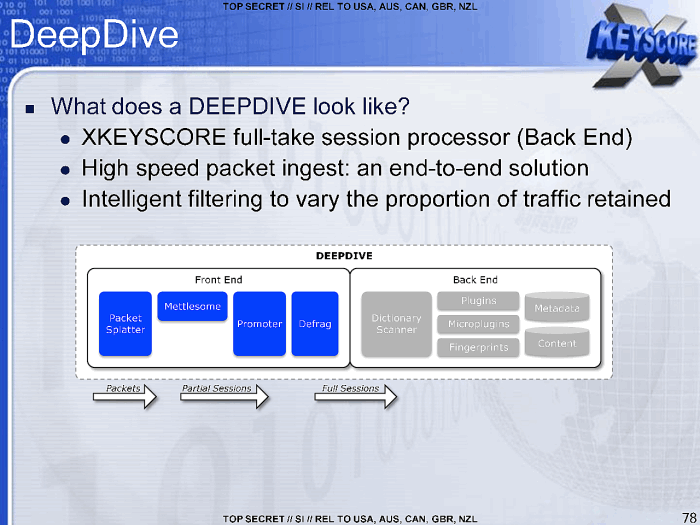 TOP SECRET // SI // REL TO USA, AUS, CAN, GBR, NZL
DeepDive
XKEYSCORE
What does a DEEPDIVE look like?
XKEYSCORE full-take session processor (Back End)
High speed packet ingest: an end-to-end solution
Intelligent filtering to vary the proportion of traffic retained
DEEPDIVE
Front End
Packet
Splatter
Mettlesome
Promoter
Defrag
Back End
Dictionary
Scanner
Plugins
Microplugins
Fingerprints
Metadata
Content
Packets
Partial Sessions
Full Sessions
TOP SECRET // SI // REL TO USA, AUS, CAN, GBR, NZL
78